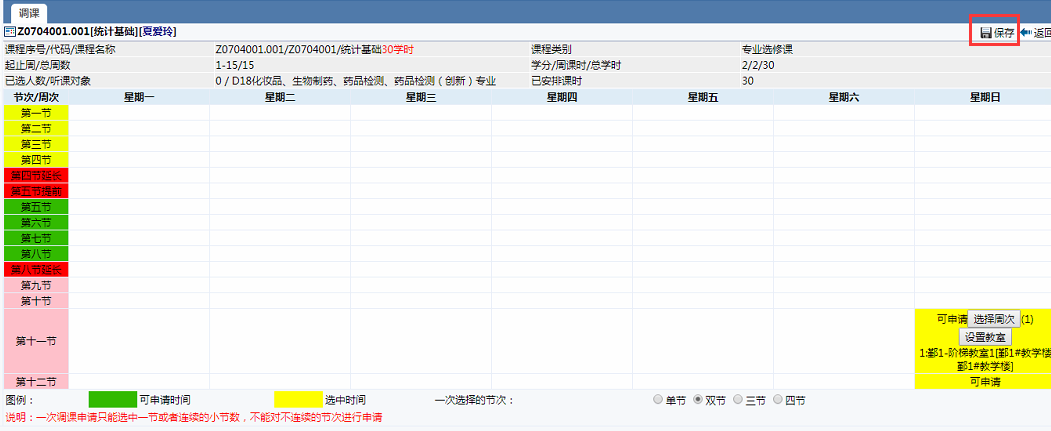 调课
Z0704001.001[统计基础][夏爱玲] 保存 返回
课程序号/代码/课程名称 Z0704001.001/Z0704001/统计基础30学时 课程类别 专业选修课
起止周/总周数 1-15/15 学分/周课时/总学时 2/2/30
已选人数/听课对象 0 / D18化妆品、生物制药、药品检测、药品检测（创新）专业 已安排课时 30
节次/周次 星期一 星期二 星期三 星期四 星期五 星期六 星期日
第一节
第二节
第三节
第四节
第四节延长
第五节提前
第五节
第六节
第七节
第八节
第八节延长
第九节
第十节
第十一节
可申请 选择周次 (1)
设置教室
1:鄞1-阶梯教室1[鄞1#教学楼
鄞1#教学楼]
第十二节 可申请
图例： 可申请时间 选中时间 一次选择的节次： 单节 双节 三节 四节
说明：一次调课申请只能选中一节或者连续的小节数，不能对不连续的节次进行申请